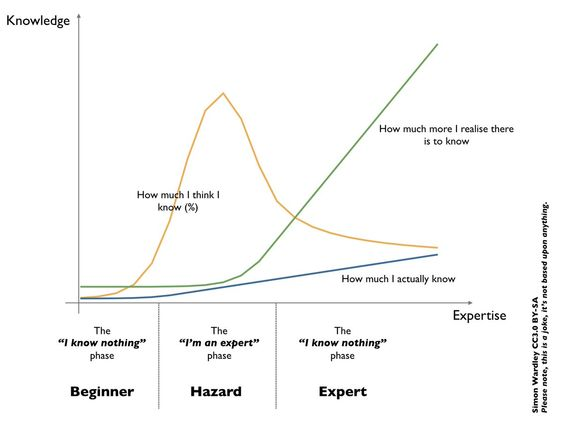 Knowledge
How much more I realise there
is to know
How much I think I
know (%)
How much I actually know
Expertise
The
"I know nothing"
phase
The
"I'm an expert"
phase
The
"I know nothing"
phase
Beginner
Hazard
Expert
Simon Wardley CC3.0 BY-SA
Please note, this is a joke, it's not based upon anything.